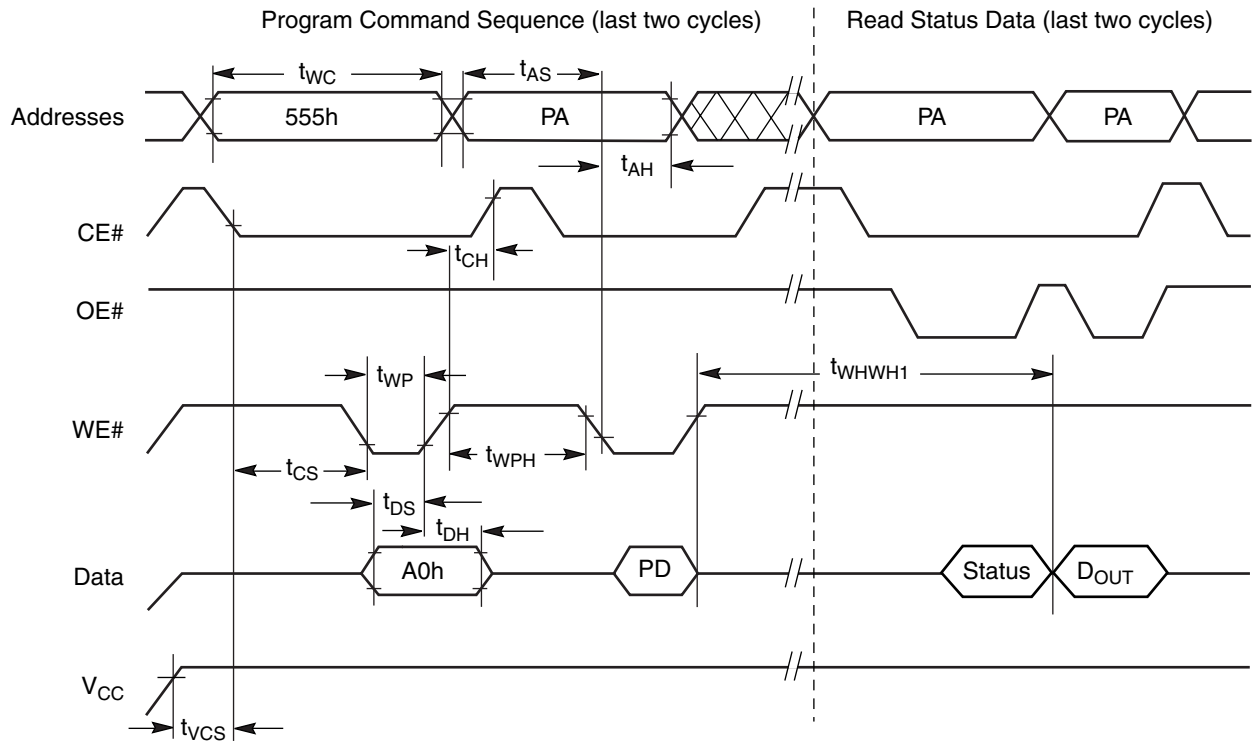 Program Command Sequence (last two cycles)
Read Status Data (last two cycles)
tWC
tAS
Addresses
555h
PA
PA
PA
tAH
CE#
tCH
OE#
tWP
tWHWH1
WE#
tCS
tWPH
tDS
tDH
Data
A0h
PD
Status
DOUT
VCC
tVCS